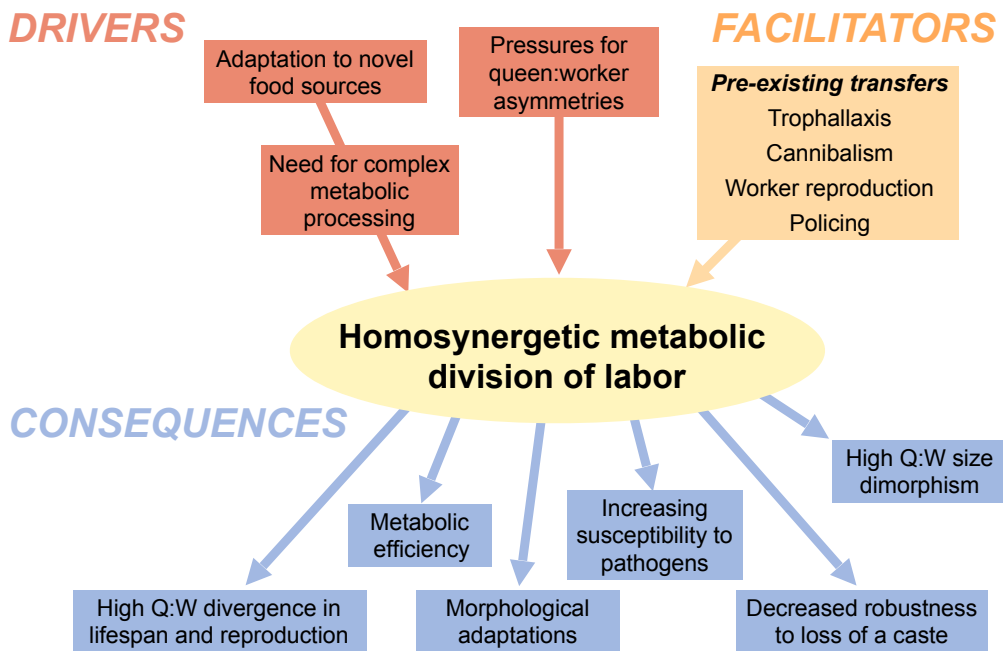 DRIVERS
FACILITATORS
Adaptation to novel
food sources
Pressures for
queen:worker
asymmetries
Pre-existing transfers
Trophallaxis
Cannibalism
Worker reproduction
Policing
Need for complex
metabolic
processing
Homosynergetic metabolic
division of labor
CONSEQUENCES
High Q:W size
dimorphism
Metabolic
efficiency
Increasing
susceptibility to
pathogens
High Q:W divergence in
lifespan and reproduction
Morphological
adaptations
Decreased robustness
to loss of a caste